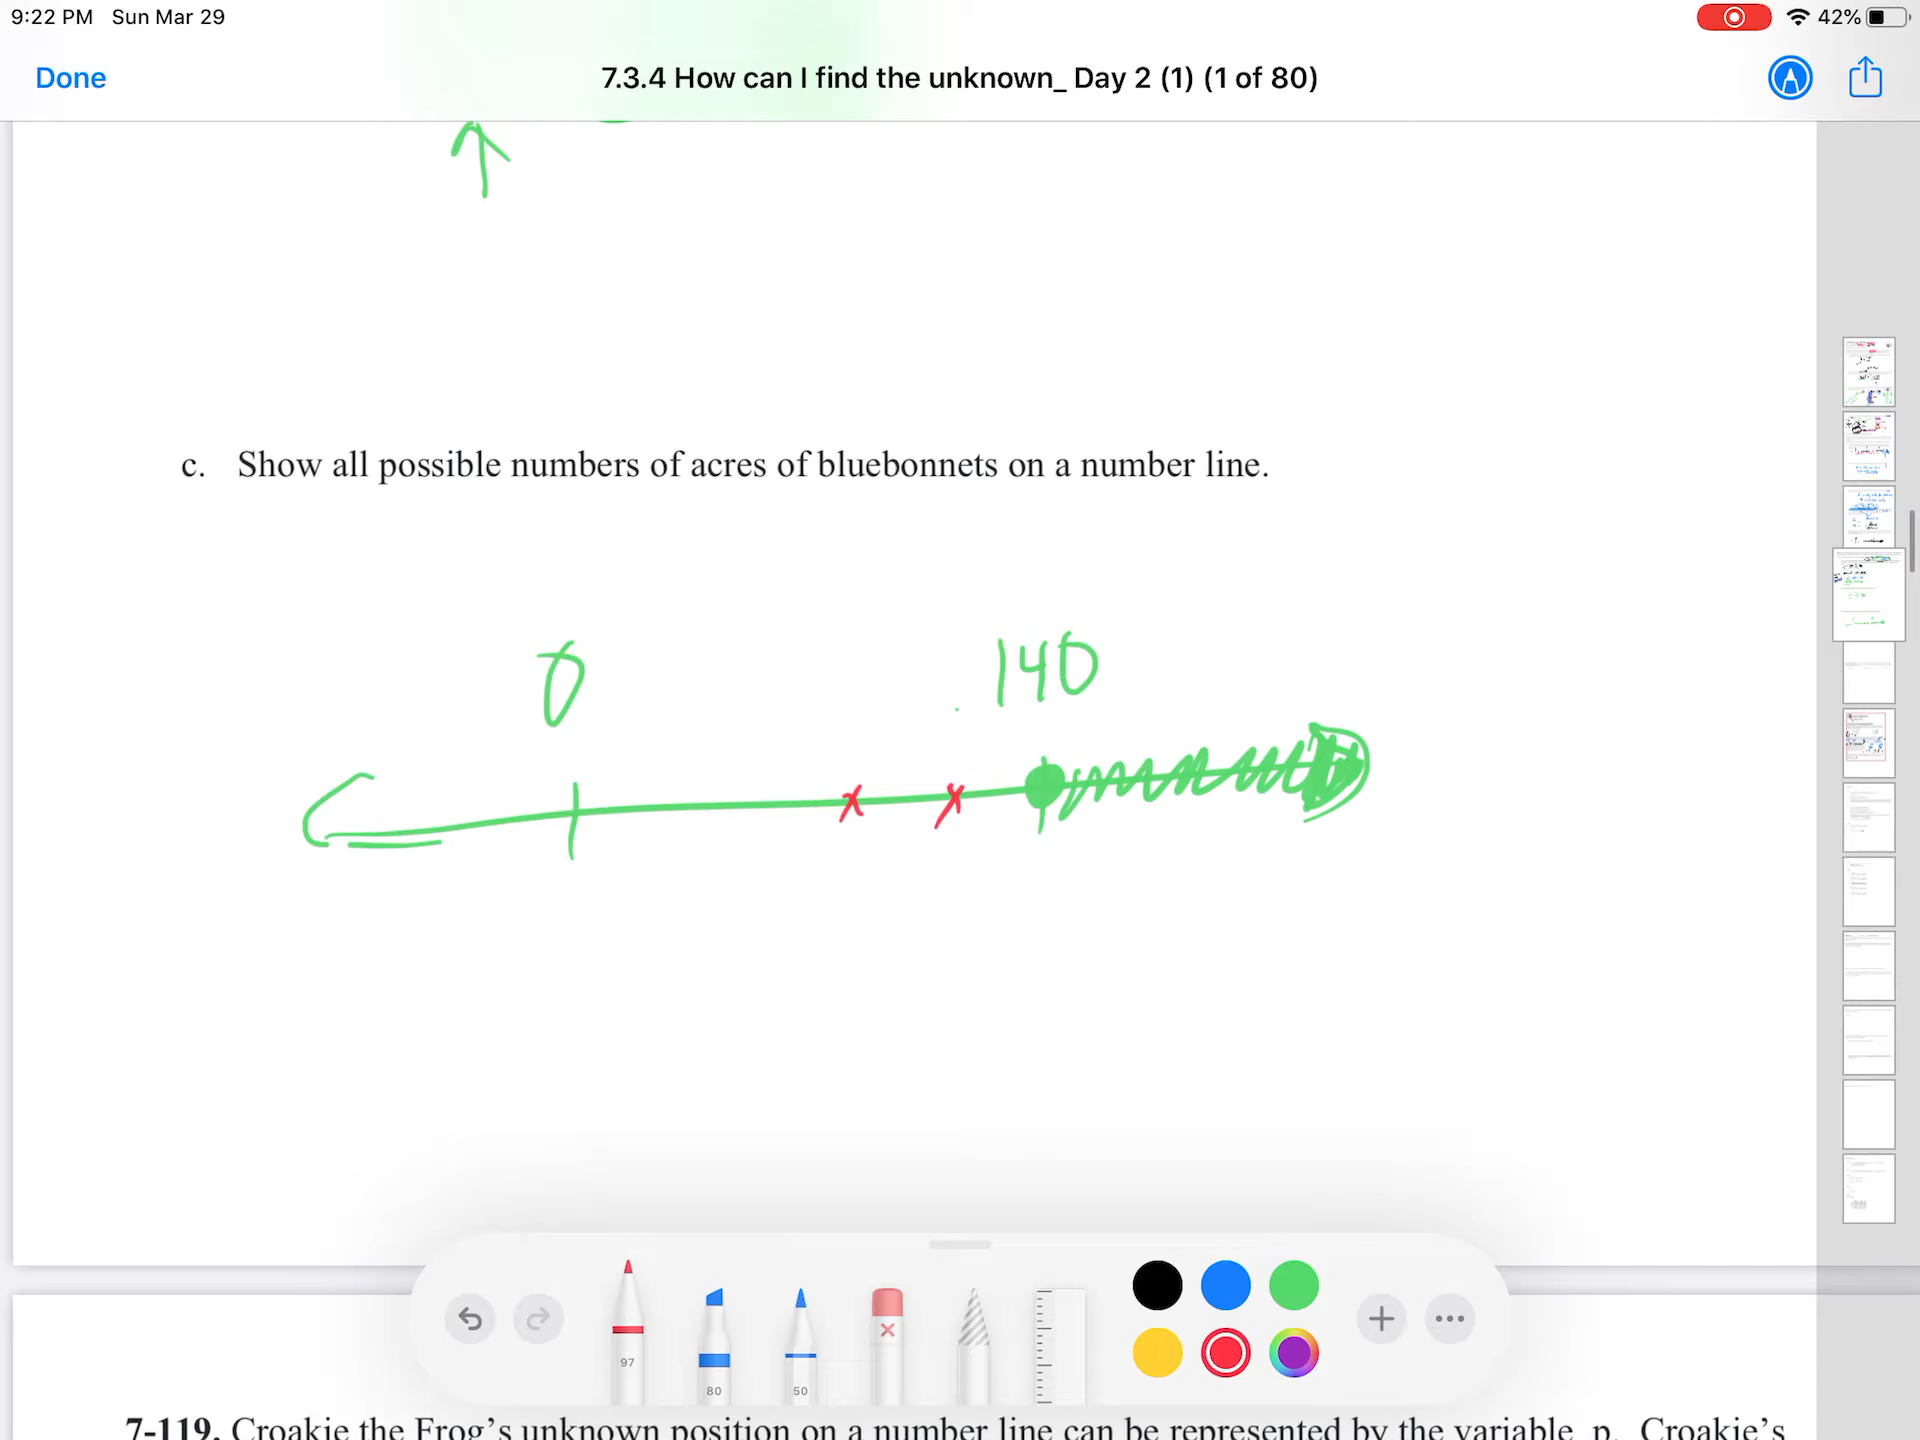 9:22 PM Sun Mar 29
42%
Done
7.3.4 How can I find the unknown_ Day 2 (1) (1 of 80)
c. Show all possible numbers of acres of bluebonnets on a number line.
0
140
97
80
50
7-119. Croakie the Frog’s unknown position on a number line can be represented by the variable p. Croakie’s